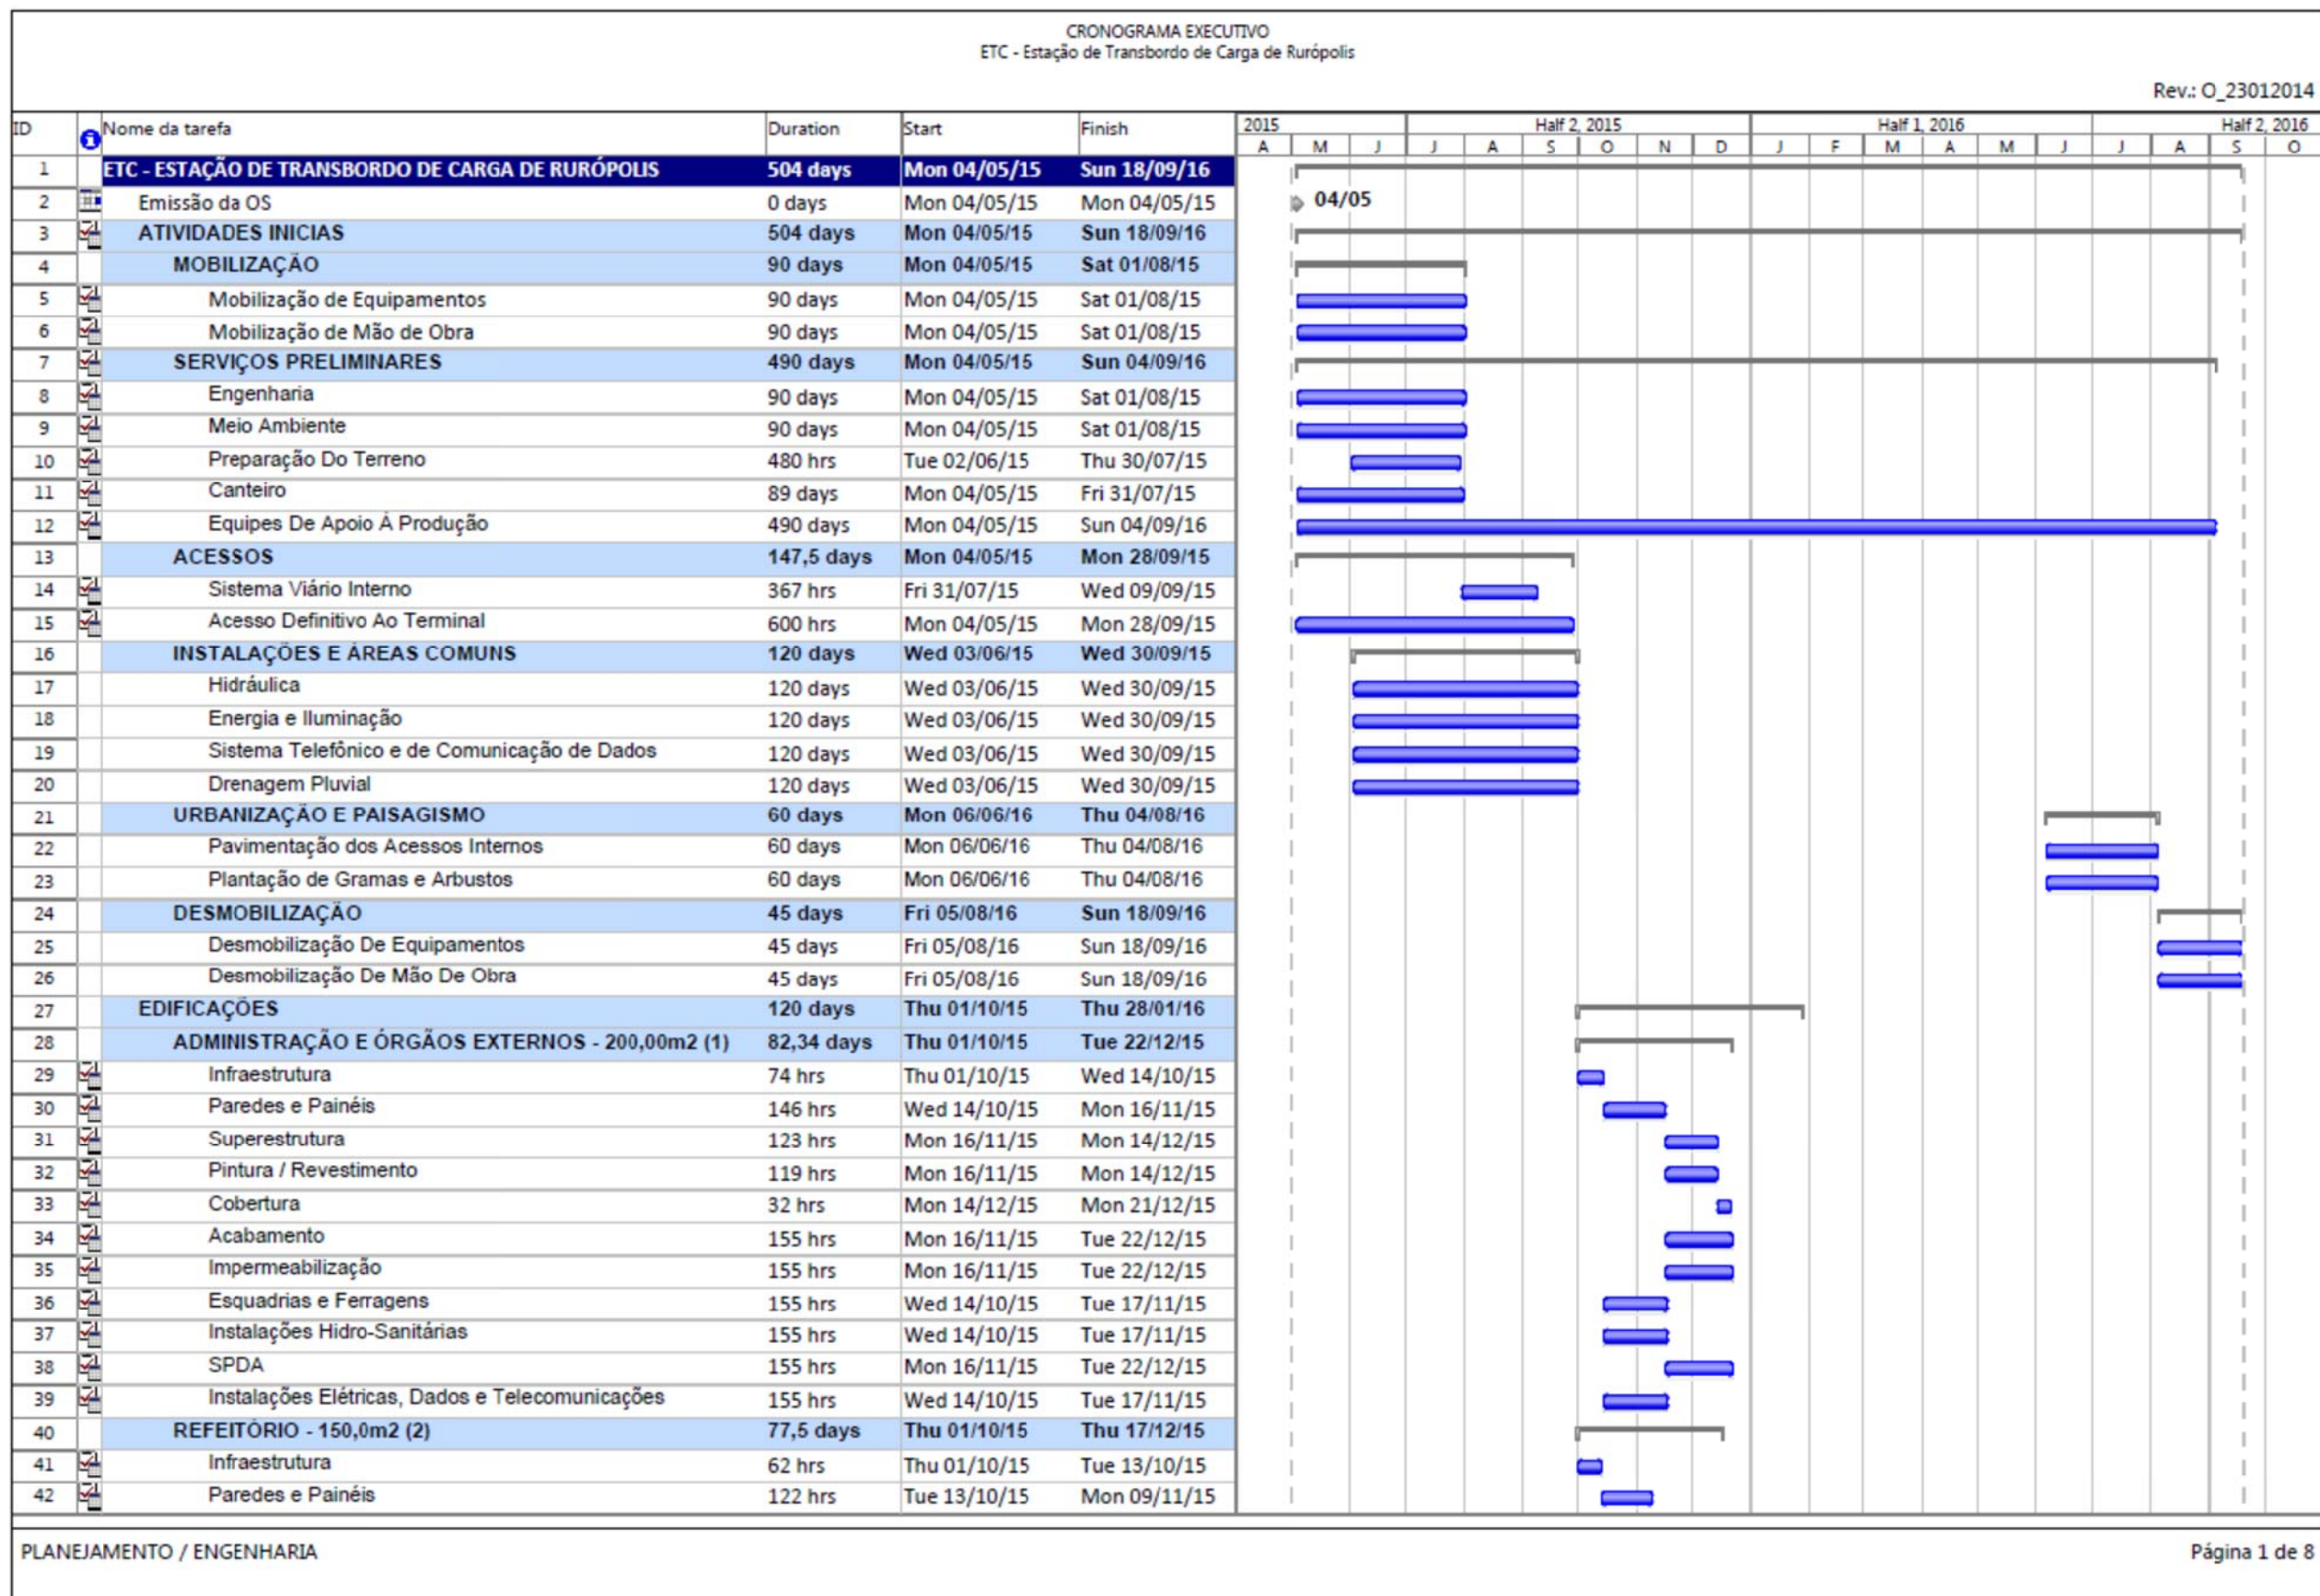 CRONOGRAMA EXECUTIVO
ETC - Estação de Transbordo de Carga de Rurópolis
Rev.: O_23012014
ID Nome da tarefa Duration Start Finish 2015 Half 2, 2015 Half 1, 2016 Half 2, 2016
A M J J A S O N D J F M A M J J A S O
1 ETC - ESTAÇÃO DE TRANSBORDO DE CARGA DE RURÓPOLIS 504 days Mon 04/05/15 Sun 18/09/16
2 Emissão da OS 0 days Mon 04/05/15 Mon 04/05/15 04/05
3 ATIVIDADES INICIAS 504 days Mon 04/05/15 Sun 18/09/16
4 MOBILIZAÇÃO 90 days Mon 04/05/15 Sat 01/08/15
5 Mobilização de Equipamentos 90 days Mon 04/05/15 Sat 01/08/15
6 Mobilização de Mão de Obra 90 days Mon 04/05/15 Sat 01/08/15
7 SERVIÇOS PRELIMINARES 490 days Mon 04/05/15 Sun 04/09/16
8 Engenharia 90 days Mon 04/05/15 Sat 01/08/15
9 Meio Ambiente 90 days Mon 04/05/15 Sat 01/08/15
10 Preparação Do Terreno 480 hrs Tue 02/06/15 Thu 30/07/15
11 Canteiro 89 days Mon 04/05/15 Fri 31/07/15
12 Equipes De Apoio À Produção 490 days Mon 04/05/15 Sun 04/09/16
13 ACESSOS 147,5 days Mon 04/05/15 Mon 28/09/15
14 Sistema Viário Interno 367 hrs Fri 31/07/15 Wed 09/09/15
15 Acesso Definitivo Ao Terminal 600 hrs Mon 04/05/15 Mon 28/09/15
16 INSTALAÇÕES E ÁREAS COMUNS 120 days Wed 03/06/15 Wed 30/09/15
17 Hidráulica 120 days Wed 03/06/15 Wed 30/09/15
18 Energia e Iluminação 120 days Wed 03/06/15 Wed 30/09/15
19 Sistema Telefônico e de Comunicação de Dados 120 days Wed 03/06/15 Wed 30/09/15
20 Drenagem Pluvial 120 days Wed 03/06/15 Wed 30/09/15
21 URBANIZAÇÃO E PAISAGISMO 60 days Mon 06/06/16 Thu 04/08/16
22 Pavimentação dos Acessos Internos 60 days Mon 06/06/16 Thu 04/08/16
23 Plantação de Gramas e Arbustos 60 days Mon 06/06/16 Thu 04/08/16
24 DESMOBILIZAÇÃO 45 days Fri 05/08/16 Sun 18/09/16
25 Desmobilização De Equipamentos 45 days Fri 05/08/16 Sun 18/09/16
26 Desmobilização De Mão De Obra 45 days Fri 05/08/16 Sun 18/09/16
27 EDIFICAÇÕES 120 days Thu 01/10/15 Thu 28/01/16
28 ADMINISTRAÇÃO E ÓRGÃOS EXTERNOS - 200,00m2 (1) 82,34 days Thu 01/10/15 Tue 22/12/15
29 Infraestrutura 74 hrs Thu 01/10/15 Wed 14/10/15
30 Paredes e Painéis 146 hrs Wed 14/10/15 Mon 16/11/15
31 Superestrutura 123 hrs Mon 16/11/15 Mon 14/12/15
32 Pintura / Revestimento 119 hrs Mon 16/11/15 Mon 14/12/15
33 Cobertura 32 hrs Mon 14/12/15 Mon 21/12/15
34 Acabamento 155 hrs Mon 16/11/15 Tue 22/12/15
35 Impermeabilização 155 hrs Mon 16/11/15 Tue 22/12/15
36 Esquadrias e Ferragens 155 hrs Wed 14/10/15 Tue 17/11/15
37 Instalações Hidro-Sanitárias 155 hrs Wed 14/10/15 Tue 17/11/15
38 SPDA 155 hrs Mon 16/11/15 Tue 22/12/15
39 Instalações Elétricas, Dados e Telecomunicações 155 hrs Wed 14/10/15 Tue 17/11/15
40 REFEITÓRIO - 150,0m2 (2) 77,5 days Thu 01/10/15 Thu 17/12/15
41 Infraestrutura 62 hrs Thu 01/10/15 Tue 13/10/15
42 Paredes e Painéis 122 hrs Tue 13/10/15 Mon 09/11/15
PLANEJAMENTO / ENGENHARIA
Página 1 de 8